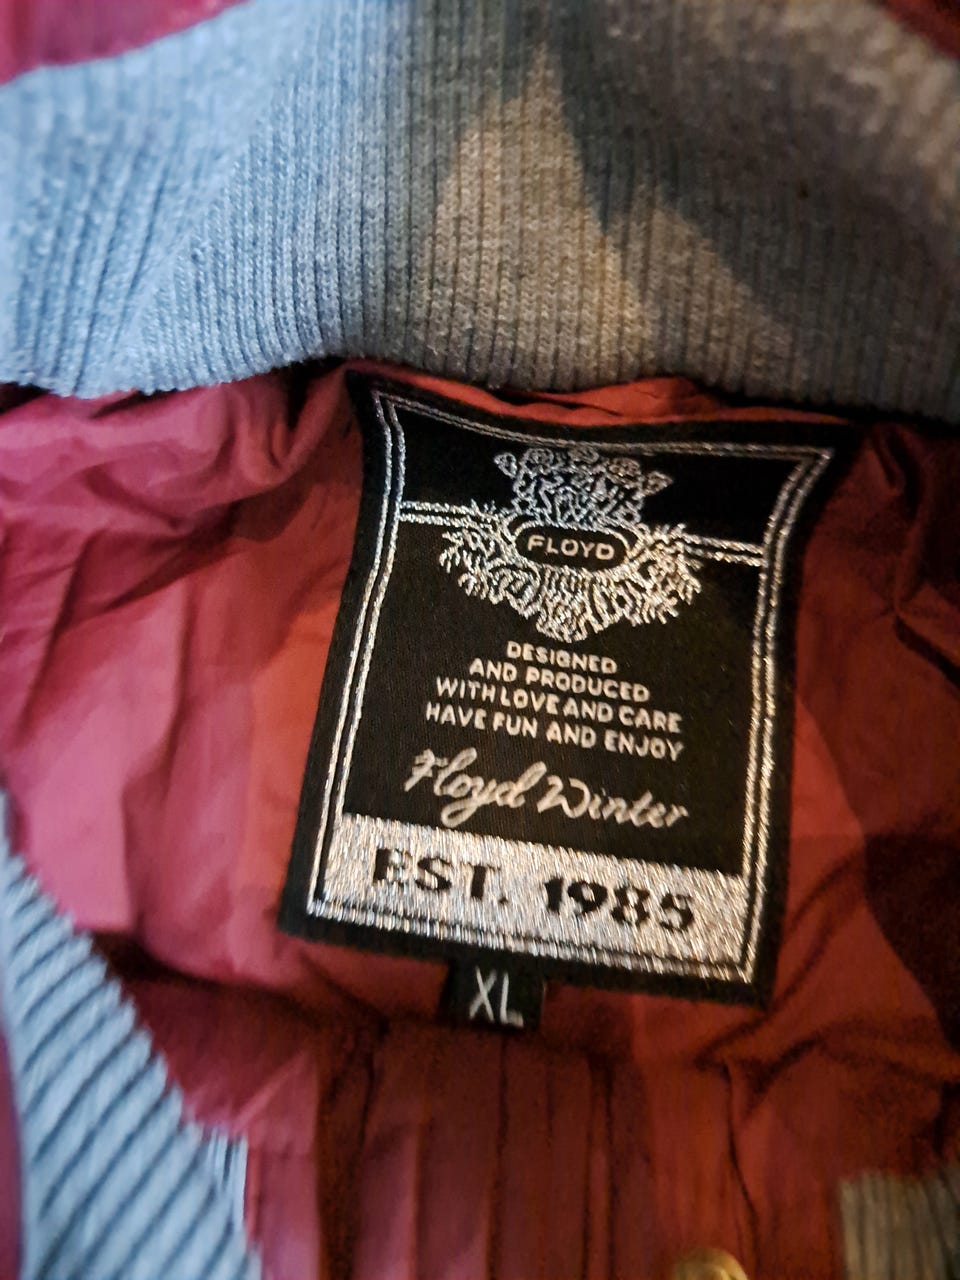 FLOYD
DESIGNED
AND PRODUCED
WITH LOVE AND CARE
HAVE FUN AND ENJOY
Floyd Winter
EST. 1985
XL